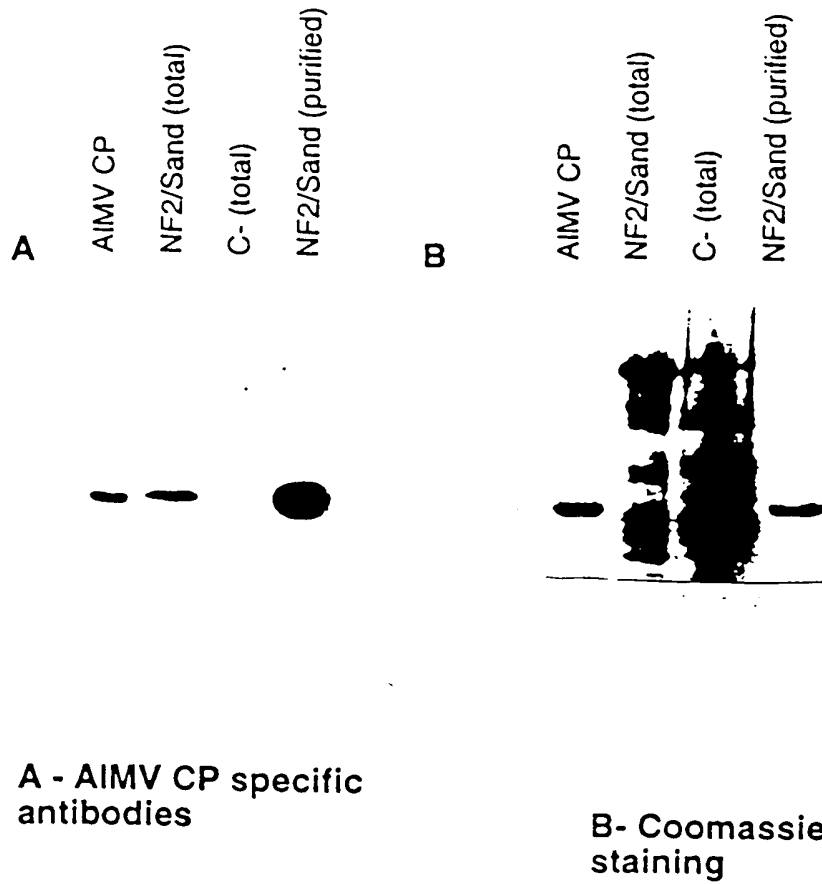 A
AIMV CP
NF2/Sand (total)
C- (total)
NF2/Sand (purified)
B
AIMV CP
NF2/Sand (total)
C- (total)
NF2/Sand (purified)
A - AIMV CP specific
antibodies
B- Coomassie
staining